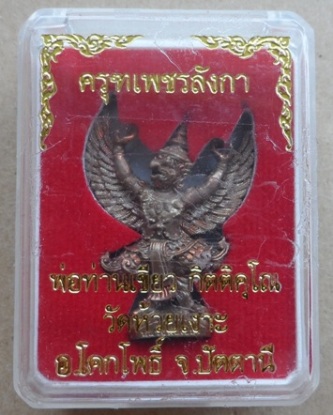 ครุฑเพชรลังกา
พ่อท่านเขียว กิตติคุโณ
วัดห้วยเงาะ
อ.โคกโพธิ์ จ.ปัตตานี